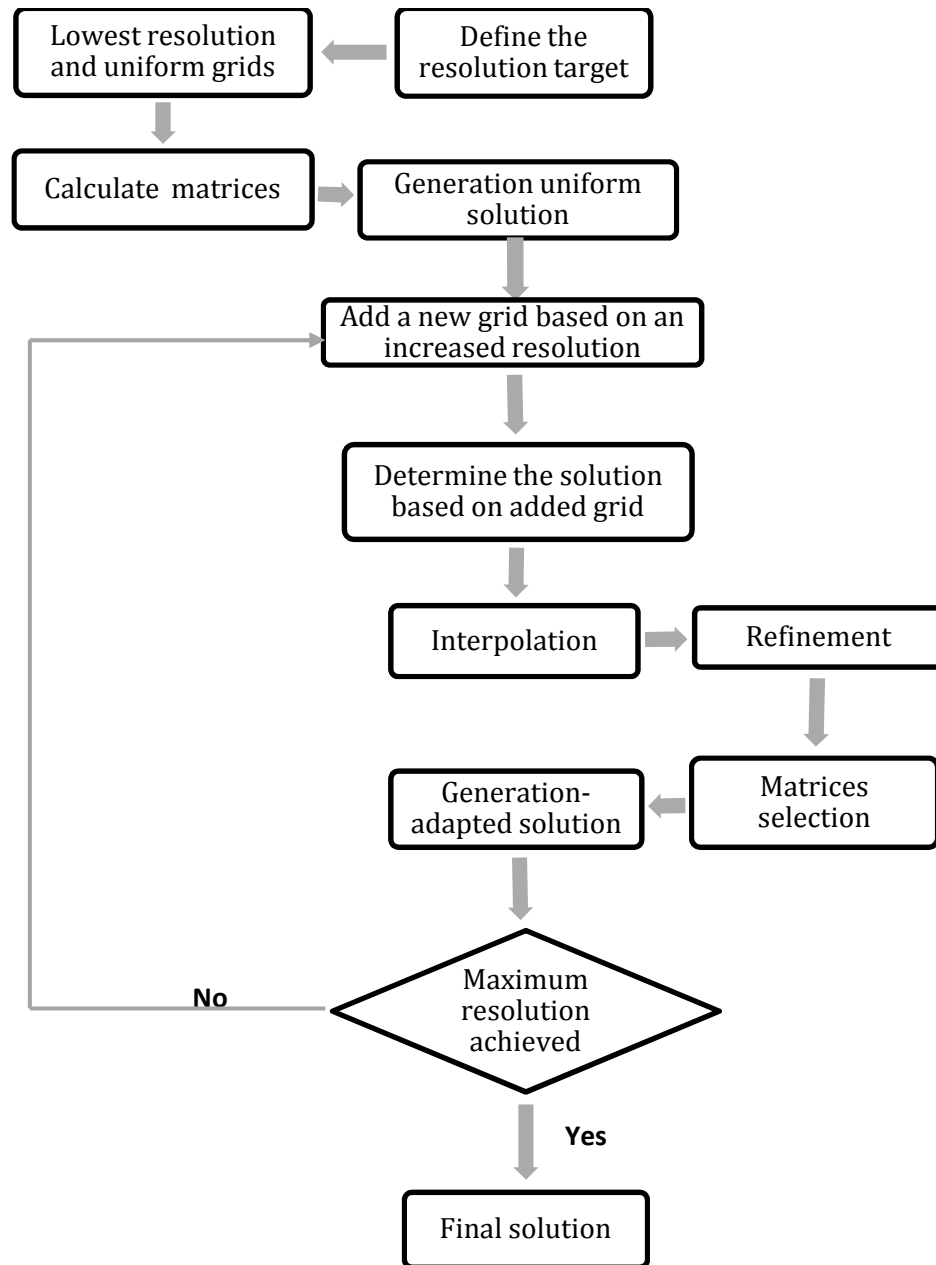 Lowest resolution
and uniform grids
Define the
resolution target
Calculate  matrices
Generation uniform
solution
Add a new grid based on an
increased resolution
Determine the solution
based on added grid
Interpolation
Refinement
Matrices
selection
Generation-
adapted solution
Maximum
resolution
achieved
No
Yes
Final solution